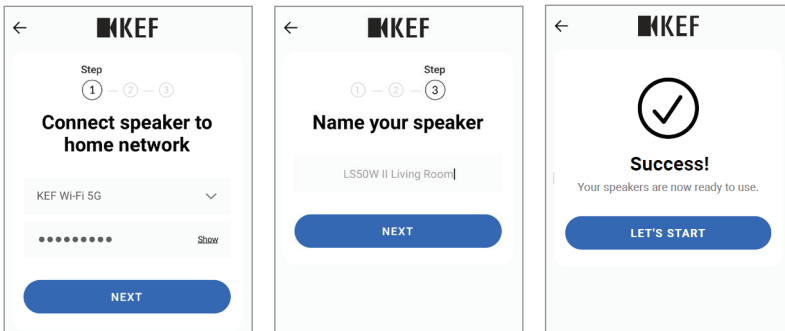 KEF
Step
1 2 3
Connect speaker to
home network
KEF Wi-Fi 5G
Show
NEXT
KEF
Step
1 2 3
Name your speaker
LS50W II Living Room
NEXT
KEF
Success!
Your speakers are now ready to use.
LET'S START